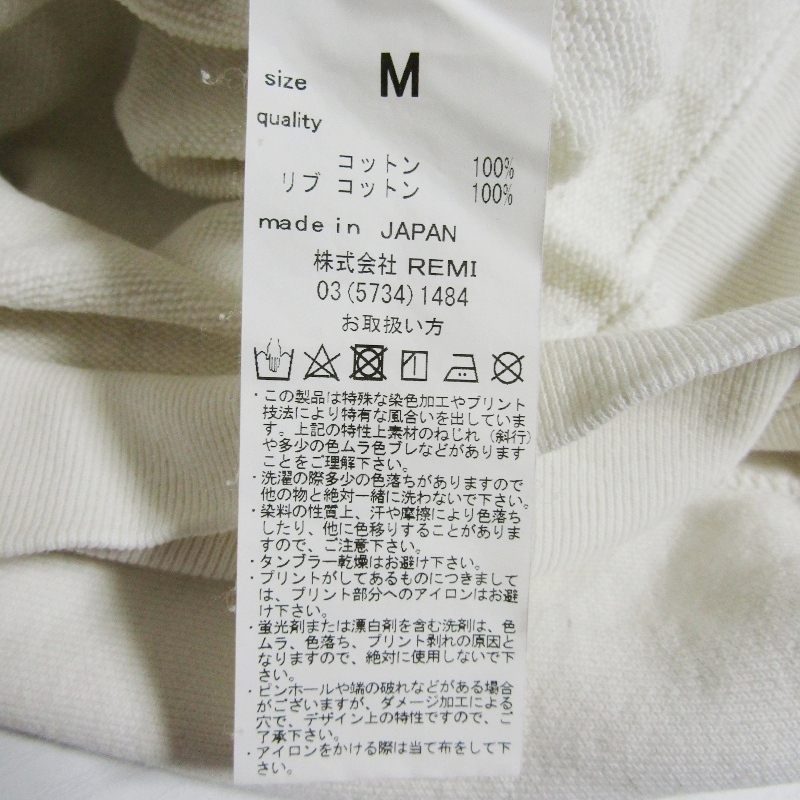 size M
quality
コットン 100%
リブ コットン 100%
made in JAPAN
株式会社 REMI
03(5734)1484
お取扱い方
・この製品は特殊な染色加工やプリント
技法により特有な風合いを出していま
す。上記の特性上素材のねじれ（斜行）
や多少の色ムラ色ブレなどがあります
ことをご理解下さい。
・洗濯の際多少の色落ちがありますので
他の物と絶対一緒に洗わないで下さい。
・染料の性質上、汗や摩擦により色落ち
したり、他に色移りすることがありま
すので、ご注意下さい。
・タンブラー乾燥はお避け下さい。
・プリントがしてあるものにつきまして
は、プリント部分へのアイロンはお避
け下さい。
・蛍光剤または漂白剤を含む洗剤は、色
ムラ、色落ち、プリント剥れの原因と
なりますので、絶対に使用しないで下
さい。
・ピンホールや端の破れなどがある場合
がございますが、ダメージ加工による
穴で、デザイン上の特性ですので、ご
了承下さい。
・アイロンをかける際は当て布をして下
さい。